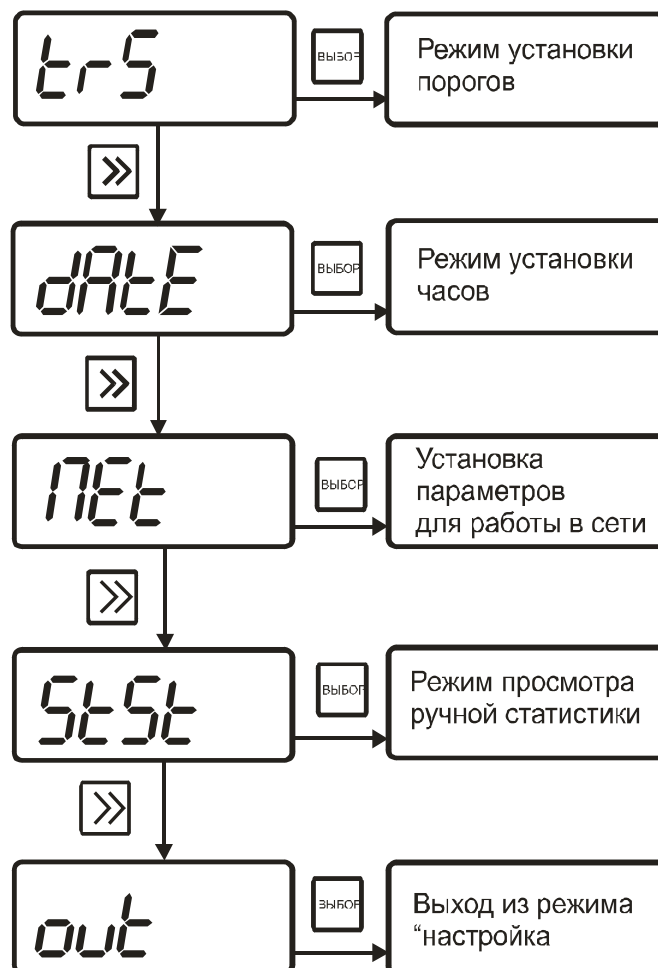 trS
ВЫБОР
Режим установки
порогов
»
dAtE
ВЫБОР
Режим установки
часов
»
NEt
ВЫБОР
Установка
параметров
для работы в сети
»
StSt
ВЫБОР
Режим просмотра
ручной статистики
»
out
ВЫБОР
Выход из режима
“настройка